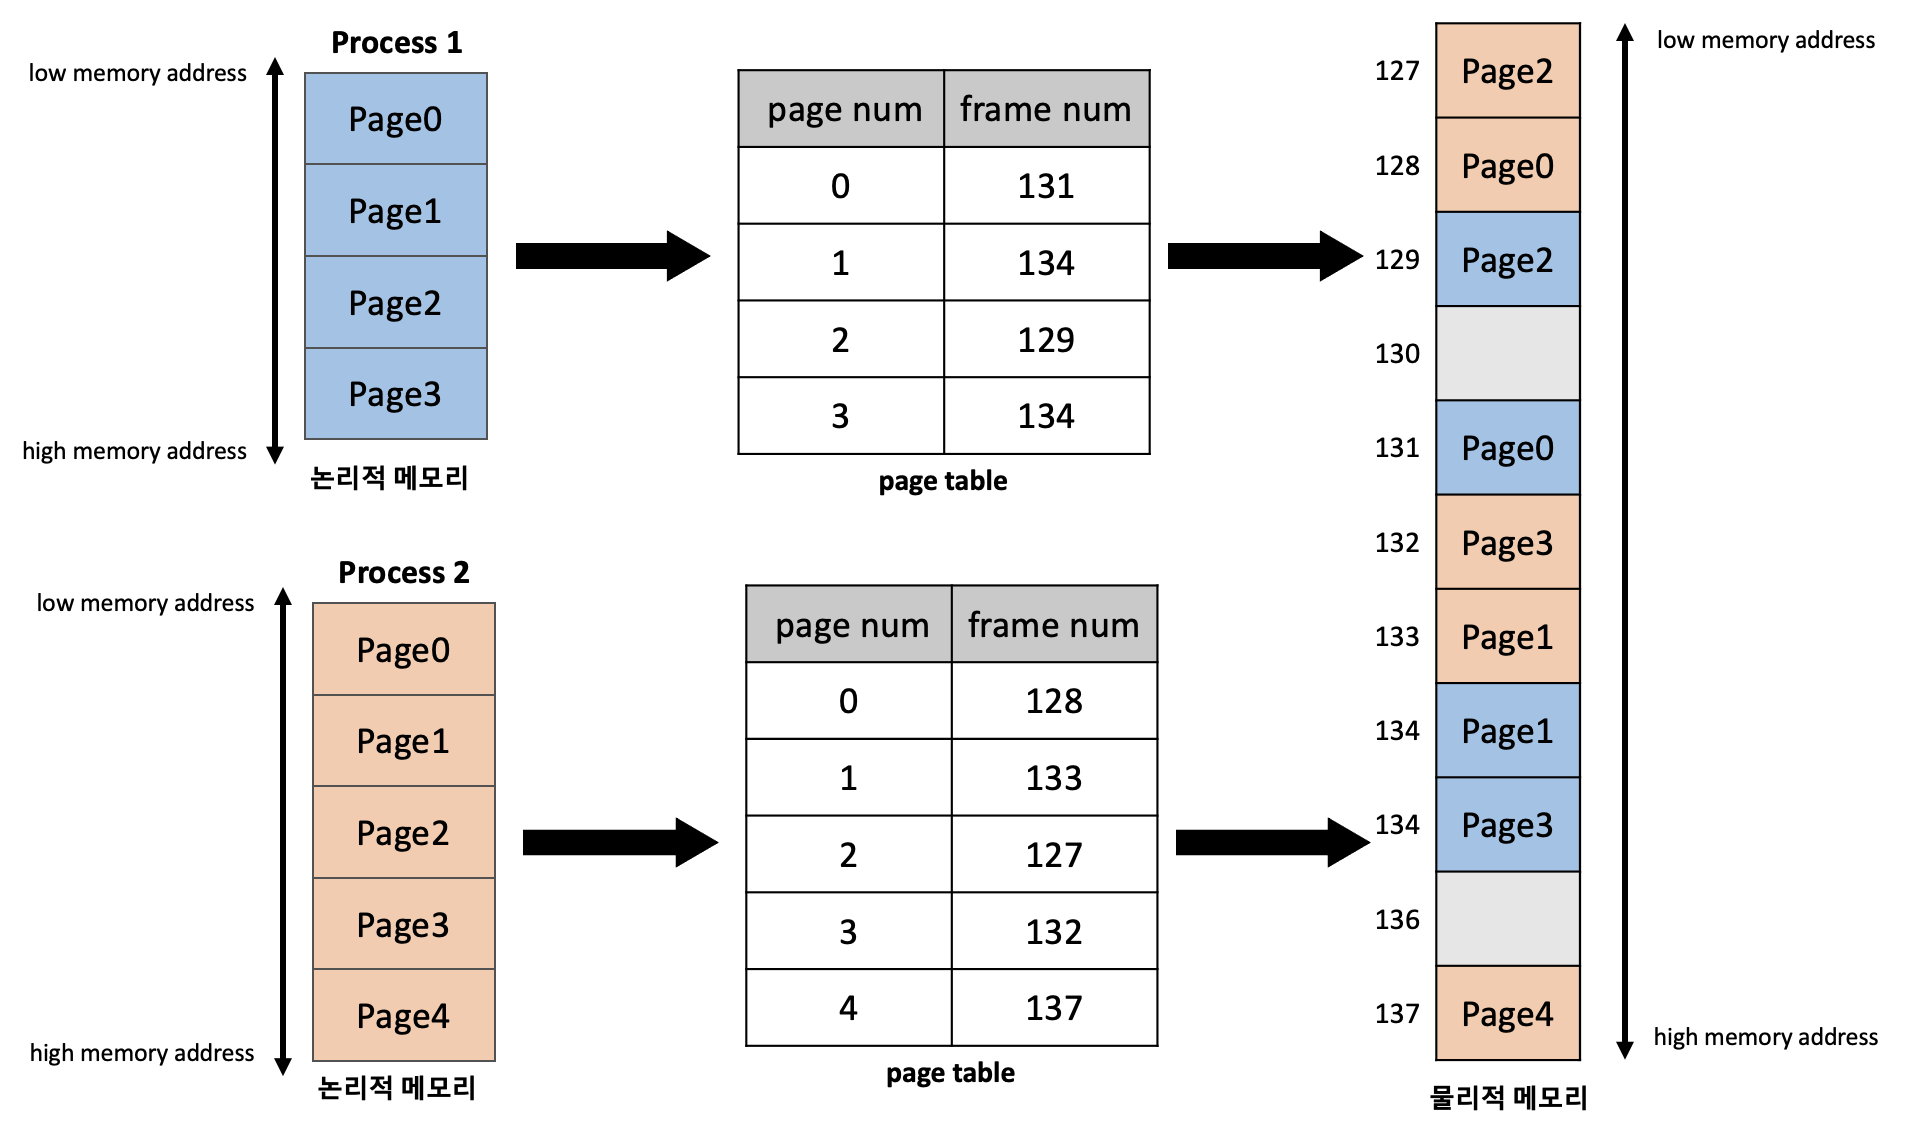 Process 1
low memory address
Page0
Page1
Page2
Page3
high memory address
논리적 메모리
page num frame num
0 131
1 134
2 129
3 134
page table
Process 2
low memory address
Page0
Page1
Page2
Page3
Page4
high memory address
논리적 메모리
page num frame num
0 128
1 133
2 127
3 132
4 137
page table
low memory address
127 Page2
128 Page0
129 Page2
130
131 Page0
132 Page3
133 Page1
134 Page1
134 Page3
136
137 Page4
high memory address
물리적 메모리